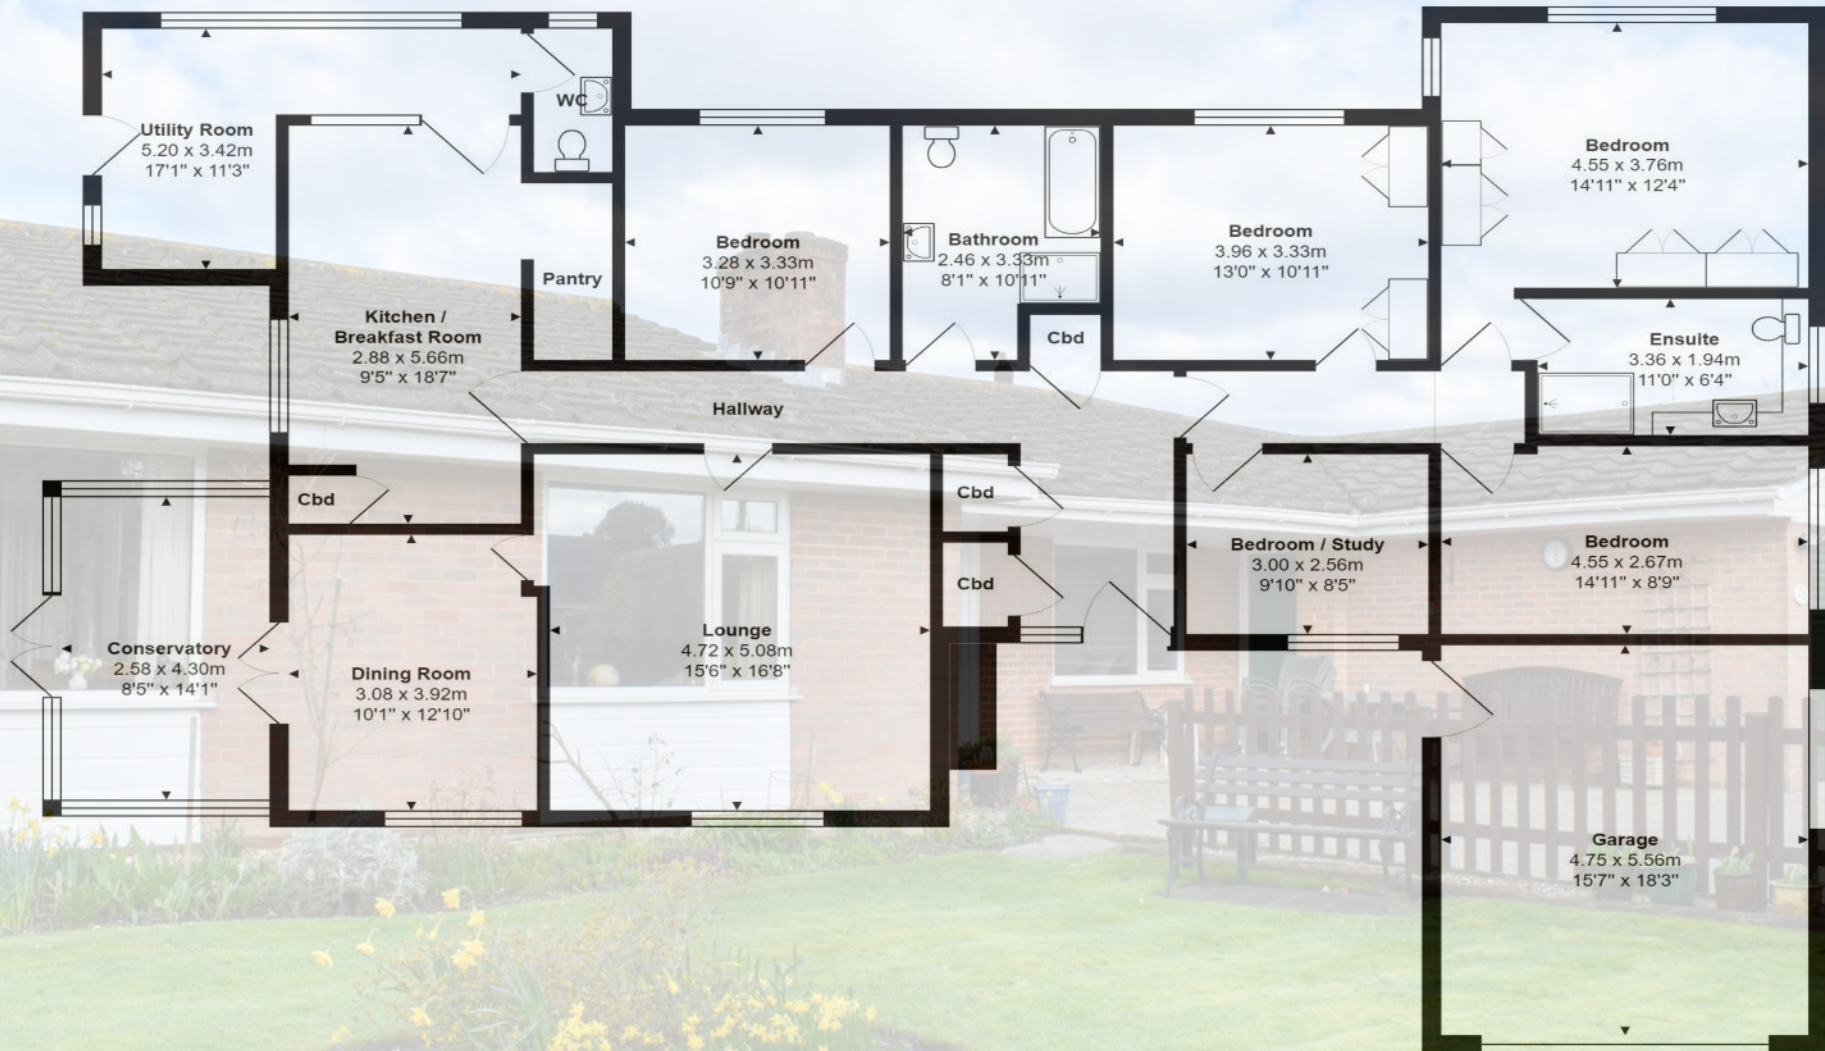 Utility Room
5.20 x 3.42m
17'1" x 11'3"
WC
Kitchen /
Breakfast Room
2.88 x 5.66m
9'5" x 18'7"
Pantry
Bedroom
3.28 x 3.33m
10'9" x 10'11"
Bathroom
2.46 x 3.33m
8'1" x 10'11"
Cbd
Bedroom
3.96 x 3.33m
13'0" x 10'11"
Bedroom
4.55 x 3.76m
14'11" x 12'4"
Ensuite
3.36 x 1.94m
11'0" x 6'4"
Hallway
Cbd
Cbd
Cbd
Bedroom / Study
3.00 x 2.56m
9'10" x 8'5"
Bedroom
4.55 x 2.67m
14'11" x 8'9"
Conservatory
2.58 x 4.30m
8'5" x 14'1"
Dining Room
3.08 x 3.92m
10'1" x 12'10"
Lounge
4.72 x 5.08m
15'6" x 16'8"
Garage
4.75 x 5.56m
15'7" x 18'3"